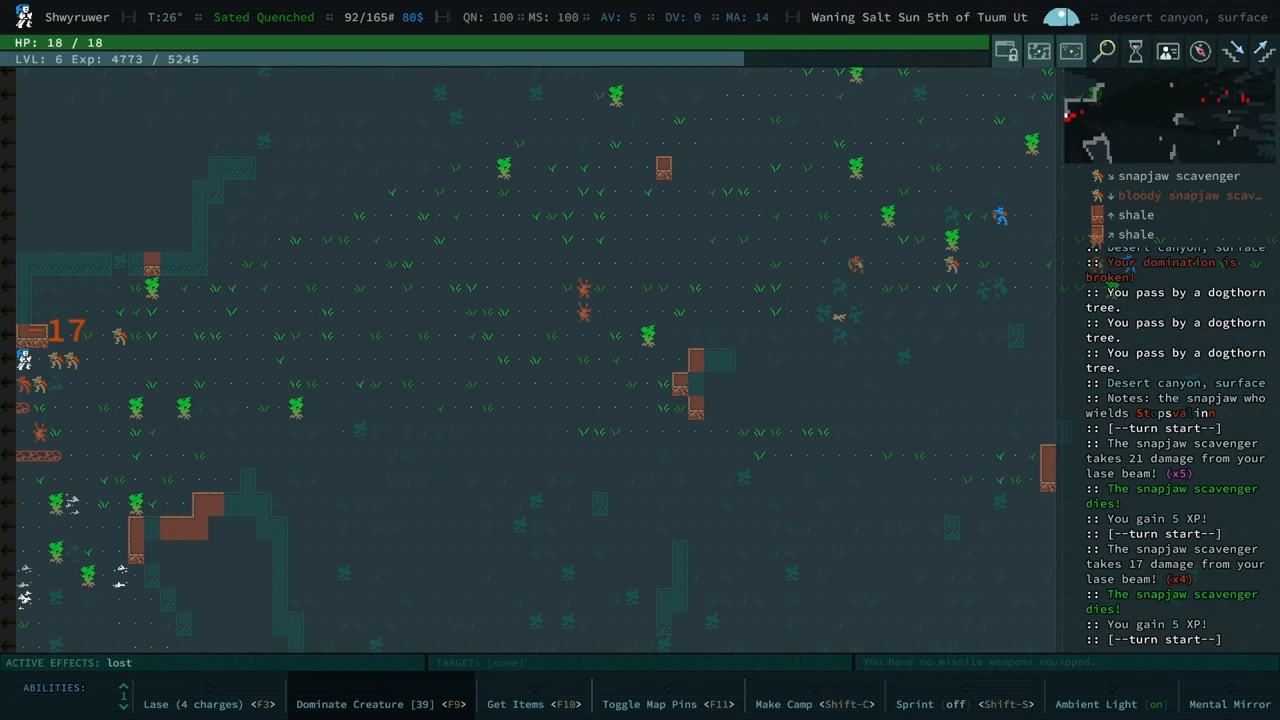 Shwyruwer T:26° :: Sated Quenched 92/165# 80$ QN: 100 :: MS: 100 :: AV: 5 :: DV: 0 :: MA: 14 Waning Salt Sun 5th of Tuum Ut :: desert canyon, surface
HP: 18 / 18
LVL: 6 Exp: 4773 / 5245
snapjaw scavenger
bloody snapjaw scav…
shale
shale
Desert canyon, surface
:: Your domination is
broken!
:: You pass by a dogthorn
tree.
:: You pass by a dogthorn
tree.
:: You pass by a dogthorn
tree.
:: Desert canyon, surface
:: Notes: the snapjaw who
wields Stopsvalinn
:: [--turn start--]
:: The snapjaw scavenger
takes 21 damage from your
lase beam! (x5)
:: The snapjaw scavenger
dies!
:: You gain 5 XP!
:: [--turn start--]
:: The snapjaw scavenger
takes 17 damage from your
lase beam! (x4)
:: The snapjaw scavenger
dies!
:: You gain 5 XP!
:: [--turn start--]
-17
ACTIVE EFFECTS: lost
TARGET: [none]
You have no missile weapons equipped.
ABILITIES:
1
Lase (4 charges) <F3>
Dominate Creature [39] <F9>
Get Items <F10>
Toggle Map Pins <F11>
Make Camp <Shift-C>
Sprint [off] <Shift-S>
Ambient Light [on]
Mental Mirror